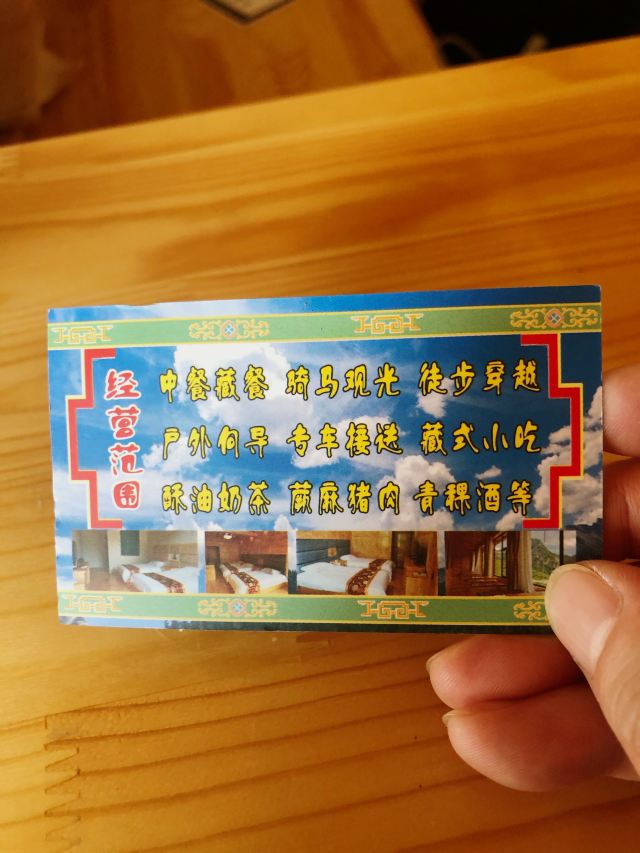 经营范围
中餐藏餐 骑马观光 徒步穿越
户外向导 专车接送 藏式小吃
酥油奶茶 蕨麻猪肉 青稞酒等